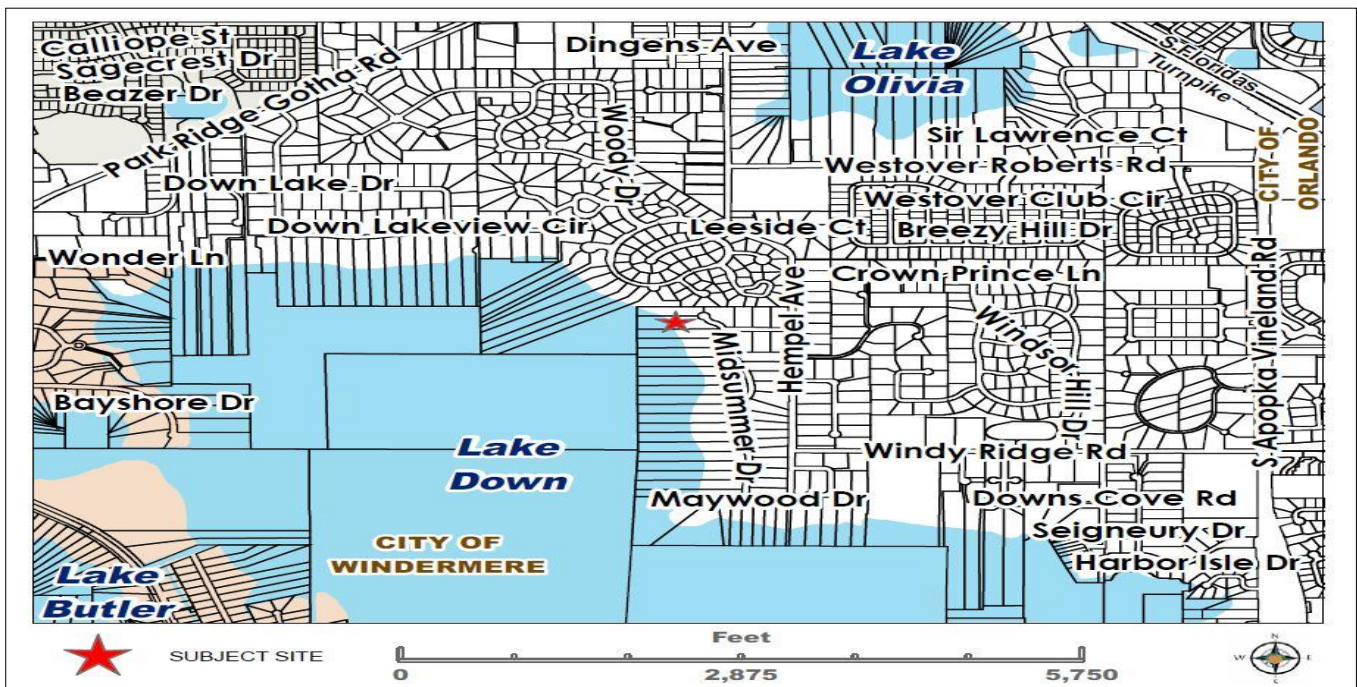 Calliope St
Dingens Ave
Lake
Olivia
S Floridas
Turnpike
Sagecrest Dr
Beazer Dr
Park Ridge-Gotha Rd
Woody Dr
Sir Lawrence Ct
CITY OF
ORLANDO
Westover Roberts Rd
Down Lake Dr
Westover Club Cir
Down Lakeview Cir
Leeside Ct
Breezy Hill Dr
Wonder Ln
Crown Prince Ln
Hempel Ave
S Apopka Vineland Rd
Windsor Hill Dr
Midsummer Dr
Bayshore Dr
Lake
Down
Windy Ridge Rd
Maywood Dr
Downs Cove Rd
Seigneury Dr
CITY OF
WINDERMERE
Harbor Isle Dr
Lake
Butler
SUBJECT SITE
Feet
0
2,875
5,750
N
W
E
S